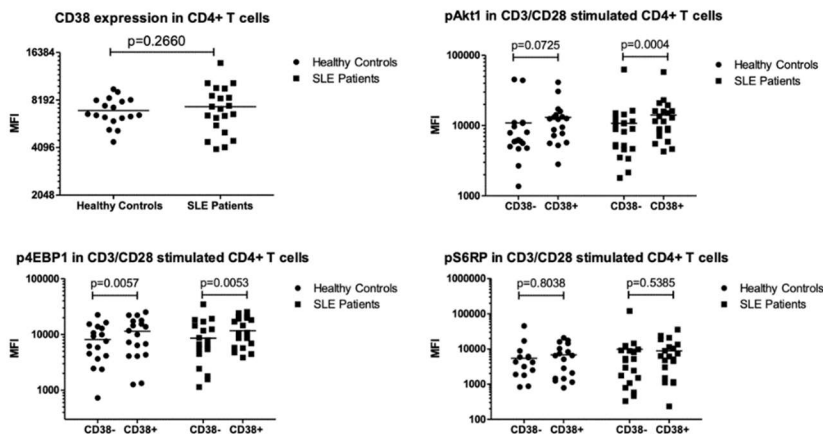 CD38 expression in CD4+ T cells
16384
8192
4096
2048
MFI
p=0.2660
Healthy Controls
SLE Patients
Healthy Controls
SLE Patients
pAkt1 in CD3/CD28 stimulated CD4+ T cells
100000
10000
1000
MFI
p=0.0725
p=0.0004
Healthy Controls
SLE Patients
CD38-
CD38+
CD38-
CD38+
p4EBP1 in CD3/CD28 stimulated CD4+ T cells
100000
10000
1000
MFI
p=0.0057
p=0.0053
Healthy Controls
SLE Patients
CD38-
CD38+
CD38-
CD38+
pS6RP in CD3/CD28 stimulated CD4+ T cells
1000000
100000
10000
1000
100
MFI
p=0.8038
p=0.5385
Healthy Controls
SLE Patients
CD38-
CD38+
CD38-
CD38+